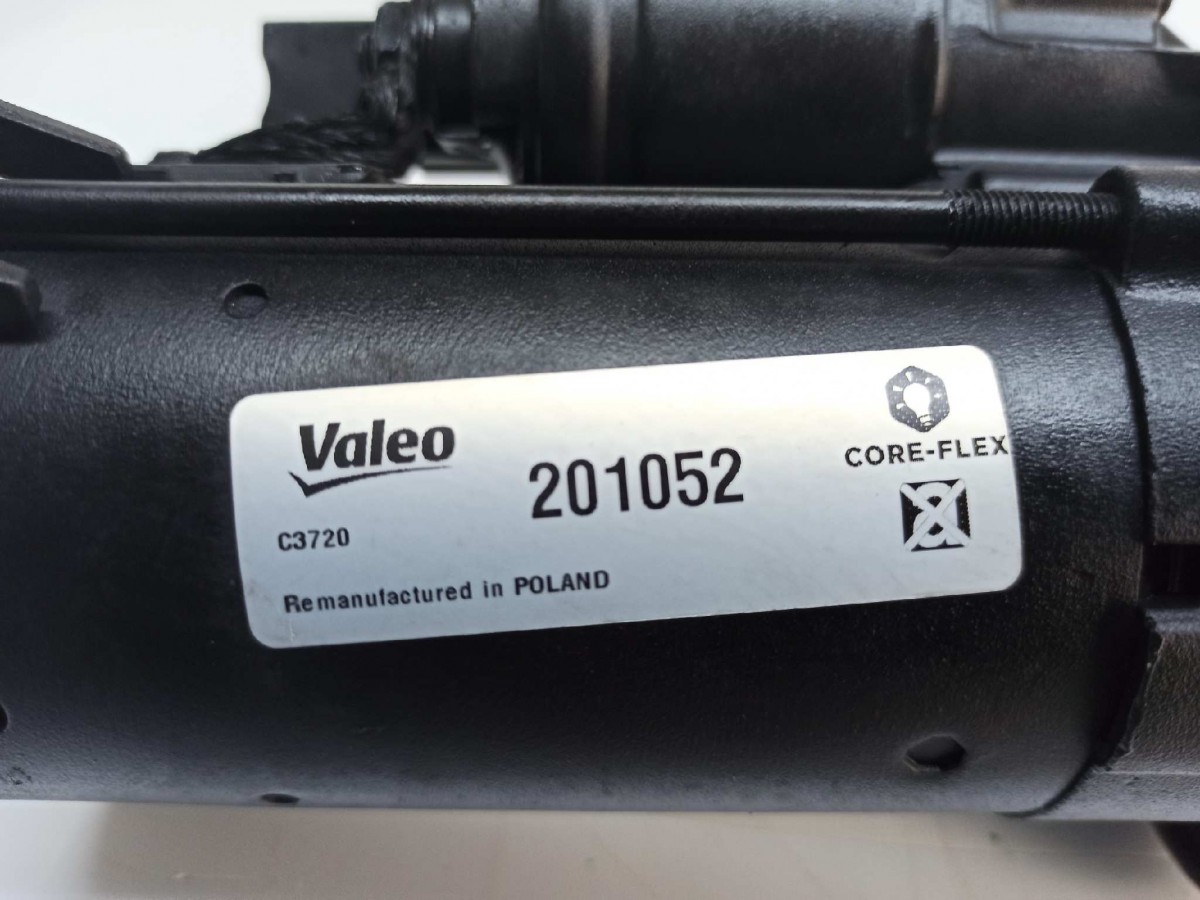 Valeo
201052
CORE-FLEX
C3720
Remanufactured in POLAND